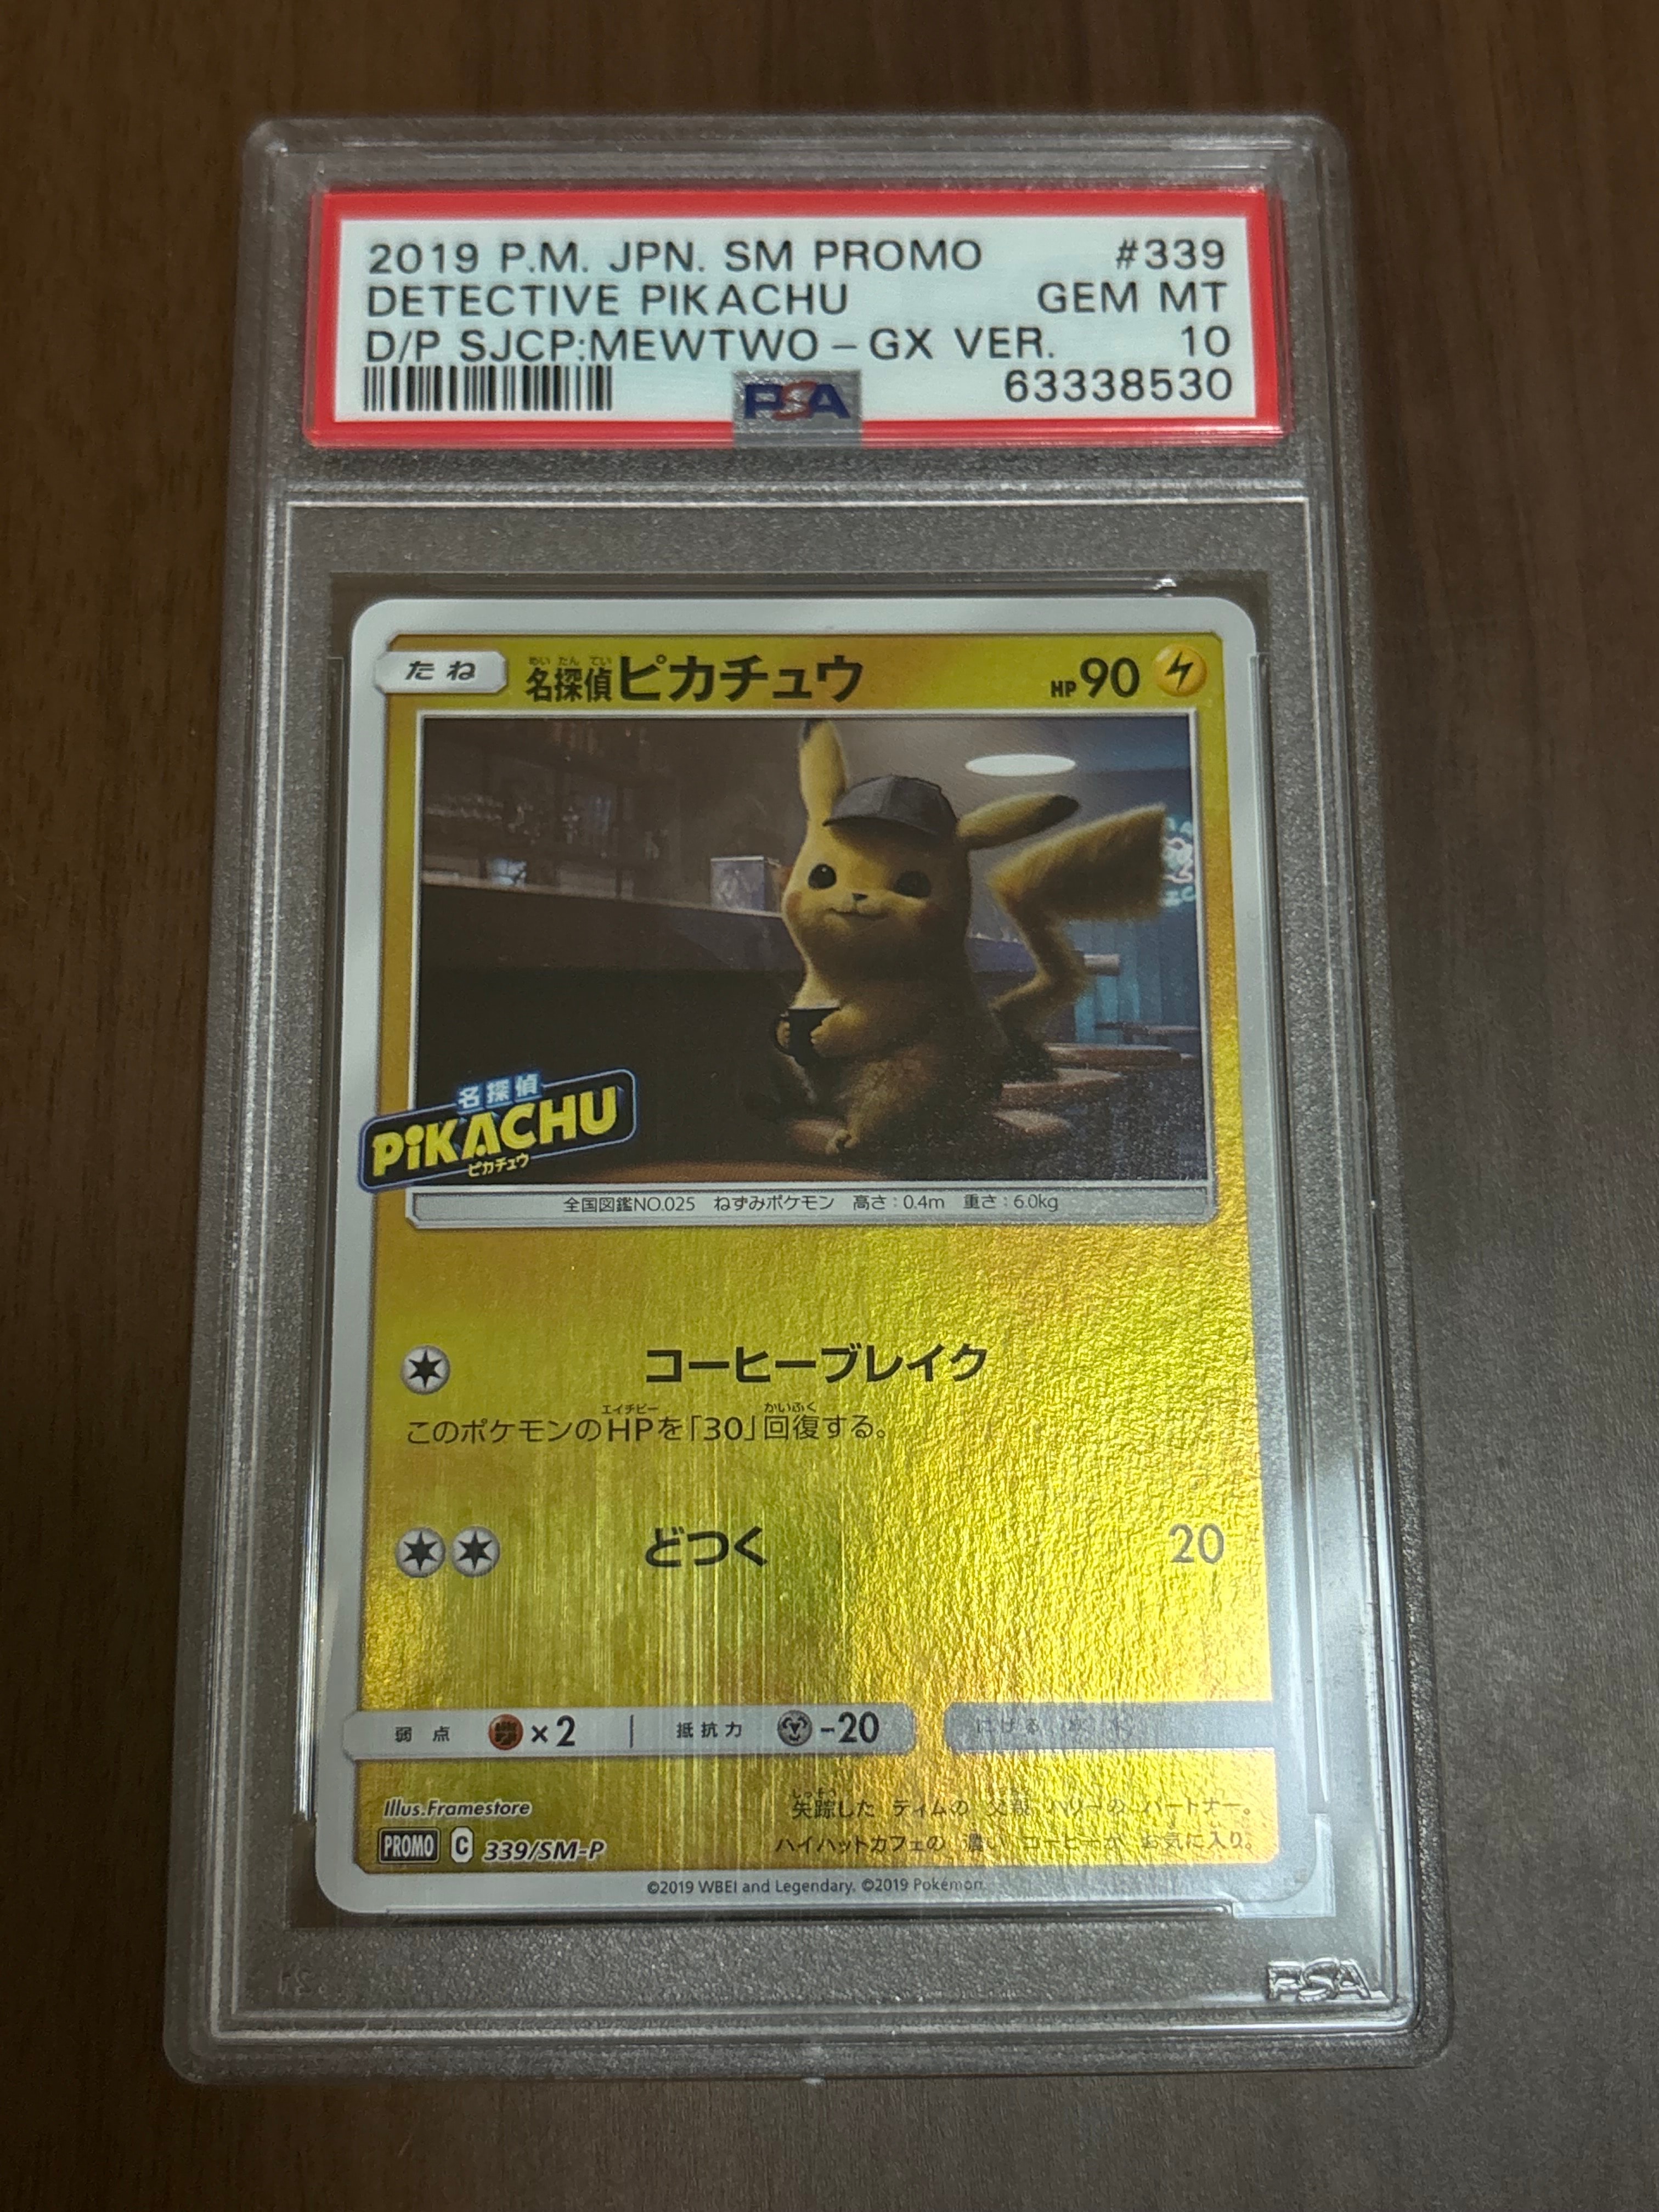 2019 P.M. JPN. SM PROMO #339
DETECTIVE PIKACHU GEM MT
D/P SJCP:MEWTWO-GX VER. 10
PSA 63338530
たね 名探偵ピカチュウ HP 90
めい たん てい
名探偵
PiKACHU
ピカチュウ
全国図鑑NO.025 ねずみポケモン 高さ:0.4m 重さ:6.0kg
コーヒーブレイク
エイチピー かいふく
このポケモンのHPを「30」回復する。
どつく 20
弱点 ×2 抵抗力 -20 にげる
Illus.Framestore
しっそう
失踪した ティムの 父親 ハリーの パートナー。
PROMO C 339/SM-P
ハイハットカフェの 濃い コーヒーが お気に入り。
©2019 WBEI and Legendary. ©2019 Pokémon.
PSA